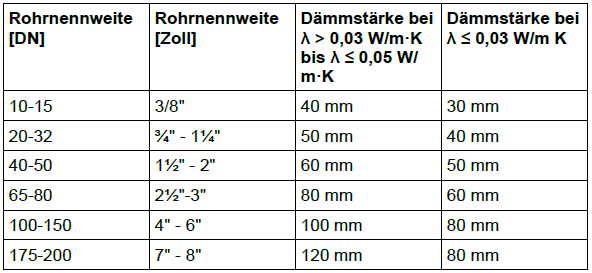 Rohrnennweite [DN] | Rohrnennweite [Zoll] | Dämmstärke bei λ > 0,03 W/m·K bis λ ≤ 0,05 W/m·K | Dämmstärke bei λ ≤ 0,03 W/m K
10-15 | 3/8" | 40 mm | 30 mm
20-32 | ¾" - 1¼" | 50 mm | 40 mm
40-50 | 1½" - 2" | 60 mm | 50 mm
65-80 | 2½"-3" | 80 mm | 60 mm
100-150 | 4" - 6" | 100 mm | 80 mm
175-200 | 7" - 8" | 120 mm | 80 mm